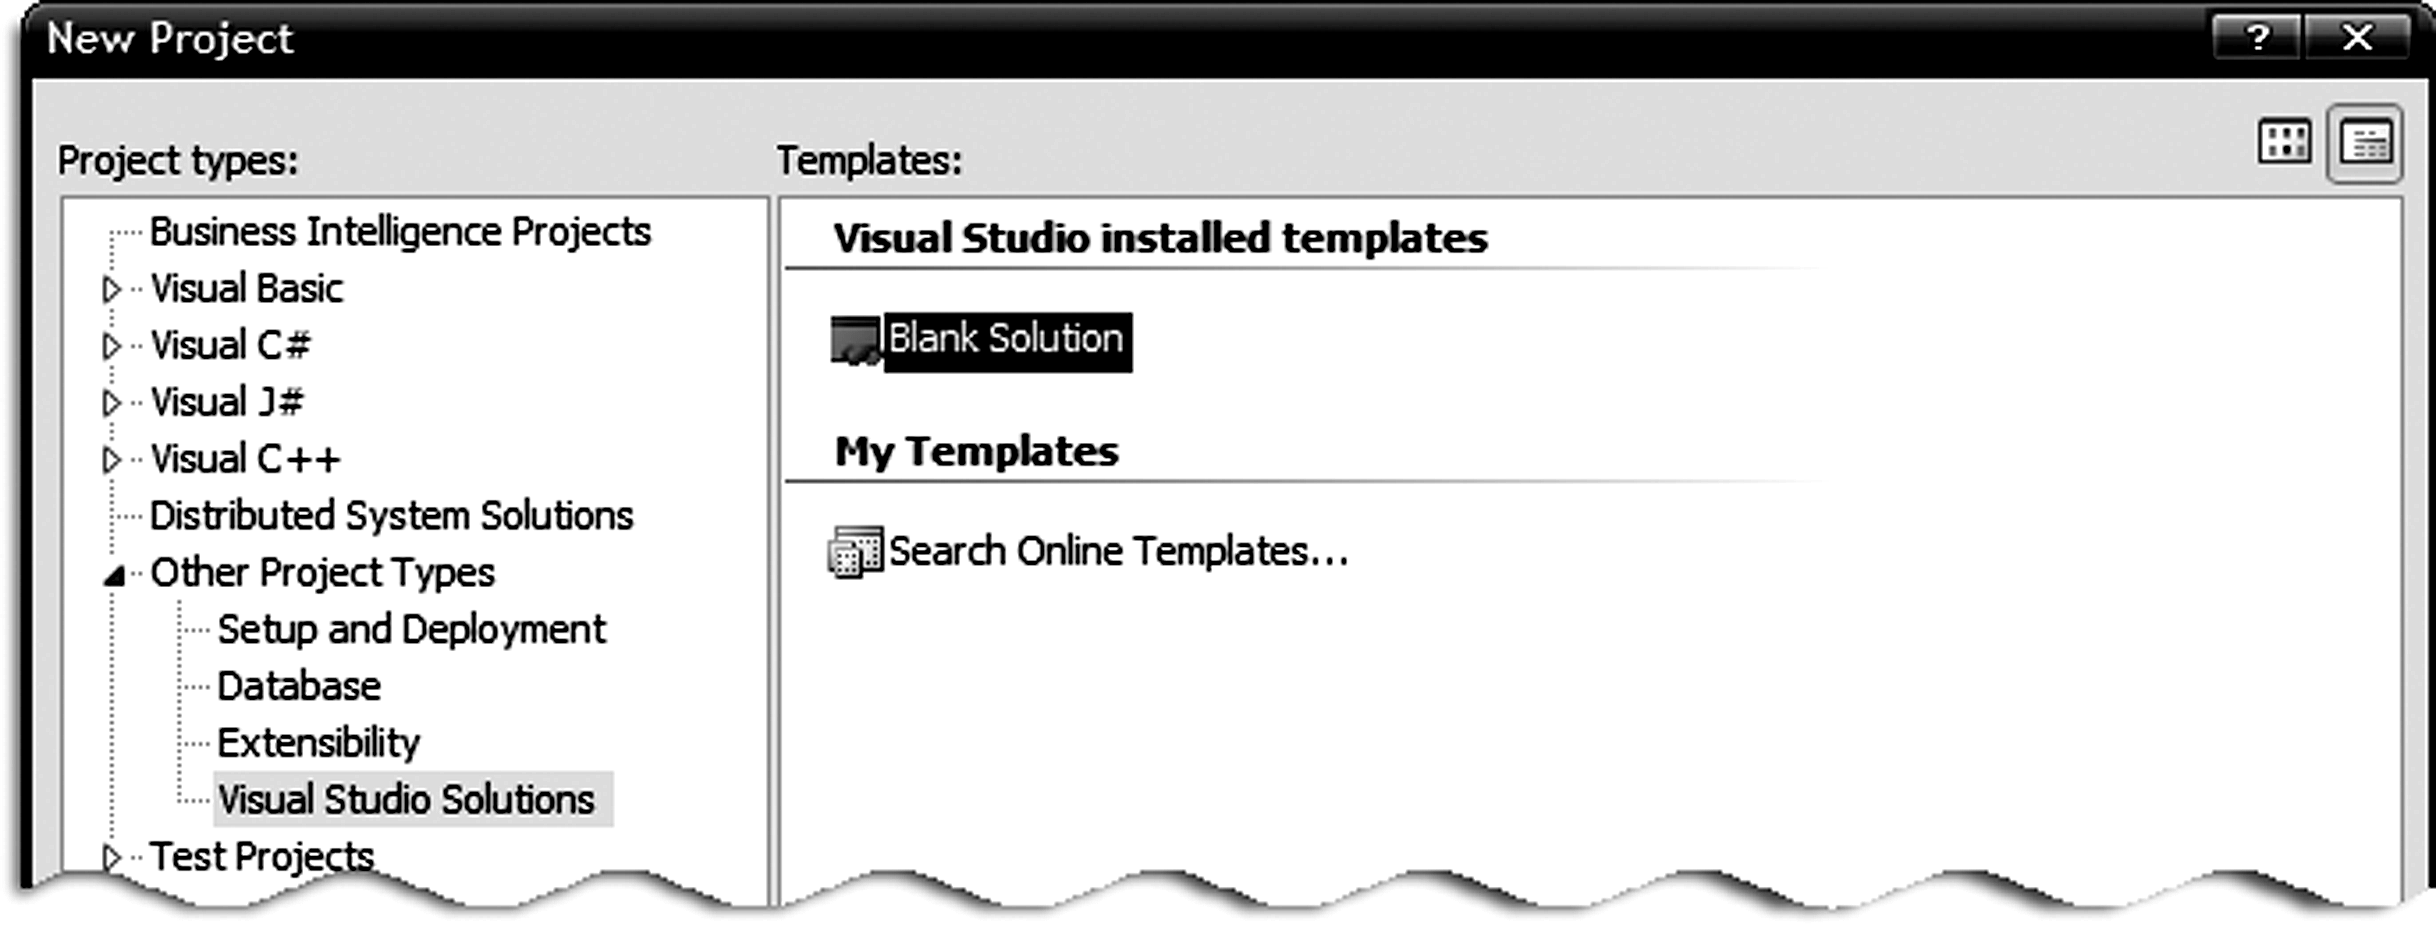 New Project
?
X
Project types:
Business Intelligence Projects
Visual Basic
Visual C#
Visual J#
Visual C++
Distributed System Solutions
Other Project Types
Setup and Deployment
Database
Extensibility
Visual Studio Solutions
Test Projects
Templates:
Visual Studio installed templates
Blank Solution
My Templates
Search Online Templates...